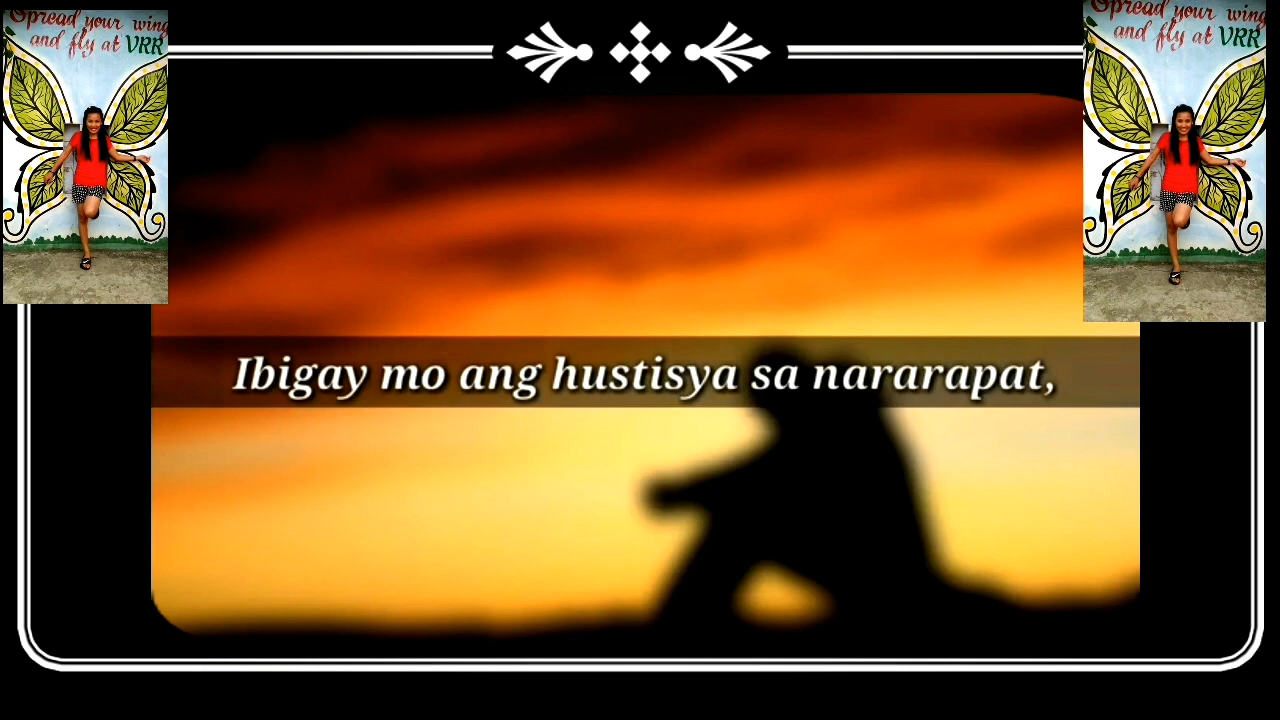 Spread your wing
and fly at VRR
Spread your wing
and fly at VRR
Ibigay mo ang hustisya sa nararapat,